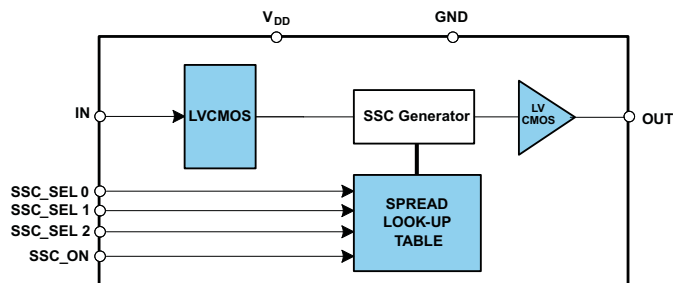 VDD
GND
IN
LVCMOS
SSC Generator
LV
CMOS
OUT
SSC_SEL 0
SSC_SEL 1
SSC_SEL 2
SSC_ON
SPREAD
LOOK-UP
TABLE